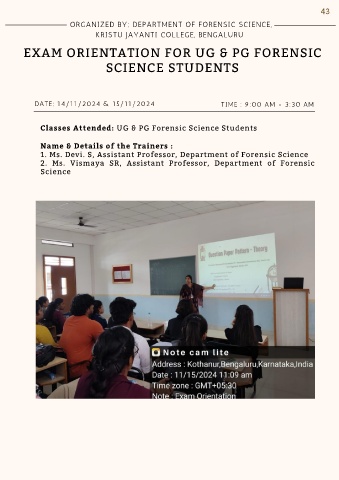 43
ORGANIZED BY: DEPARTMENT OF FORENSIC SCIENCE,
KRISTU JAYANTI COLLEGE, BENGALURU
EXAM ORIENTATION FOR UG & PG FORENSIC
SCIENCE STUDENTS
DATE: 14/11/2024 & 15/11/2024
TIME : 9:00 AM - 3:30 AM
Classes Attended: UG & PG Forensic Science Students
Name & Details of the Trainers :
1. Ms. Devi. S, Assistant Professor, Department of Forensic Science
2. Ms. Vismaya SR, Assistant Professor, Department of Forensic
Science
Question Paper Pattern - Theory
Note cam lite
Address : Kothanur,Bengaluru,Karnataka,India
Date : 11/15/2024 11:09 am
Time zone : GMT+05:30
Note : Exam Orientation